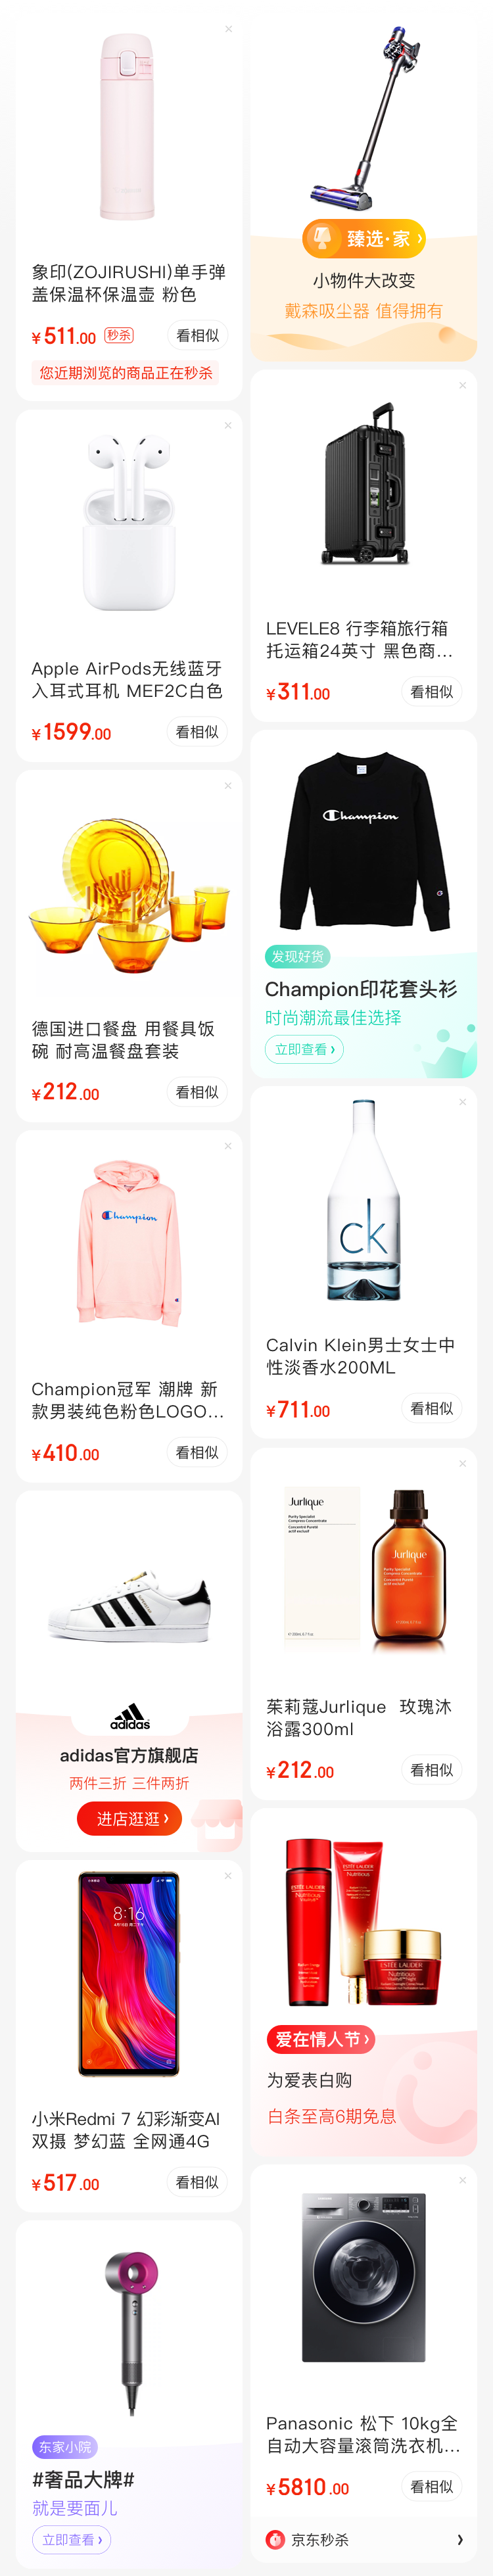 象印(ZOJIRUSHI)单手弹
盖保温杯保温壶 粉色
¥511.00 秒杀 看相似
您近期浏览的商品正在秒杀
Apple AirPods无线蓝牙
入耳式耳机 MEF2C白色
¥1599.00 看相似
德国进口餐盘 用餐具饭
碗 耐高温餐盘套装
¥212.00 看相似
Champion
Champion冠军 潮牌 新
款男装纯色粉色LOGO...
¥410.00 看相似
adidas
adidas官方旗舰店
两件三折 三件两折
进店逛逛 ›
8:16
小米Redmi 7 幻彩渐变AI
双摄 梦幻蓝 全网通4G
¥517.00 看相似
东家小院
#奢品大牌#
就是要面儿
立即查看 ›
臻选·家 ›
小物件大改变
戴森吸尘器 值得拥有
LEVELE8 行李箱旅行箱
托运箱24英寸 黑色商...
¥311.00 看相似
Champion
发现好货
Champion印花套头衫
时尚潮流最佳选择
立即查看 ›
ck
Calvin Klein男士女士中
性淡香水200ML
¥711.00 看相似
Jurlique
Purity Specialist
Jurlique
Purity Specialist
茱莉蔻Jurlique 玫瑰沐
浴露300ml
¥212.00 看相似
ESTEE LAUDER
Nutritious
ESTEE LAUDER
Nutritious
爱在情人节 ›
为爱表白购
白条至高6期免息
Panasonic 松下 10kg全
自动大容量滚筒洗衣机...
¥5810.00 看相似
京东秒杀 ›